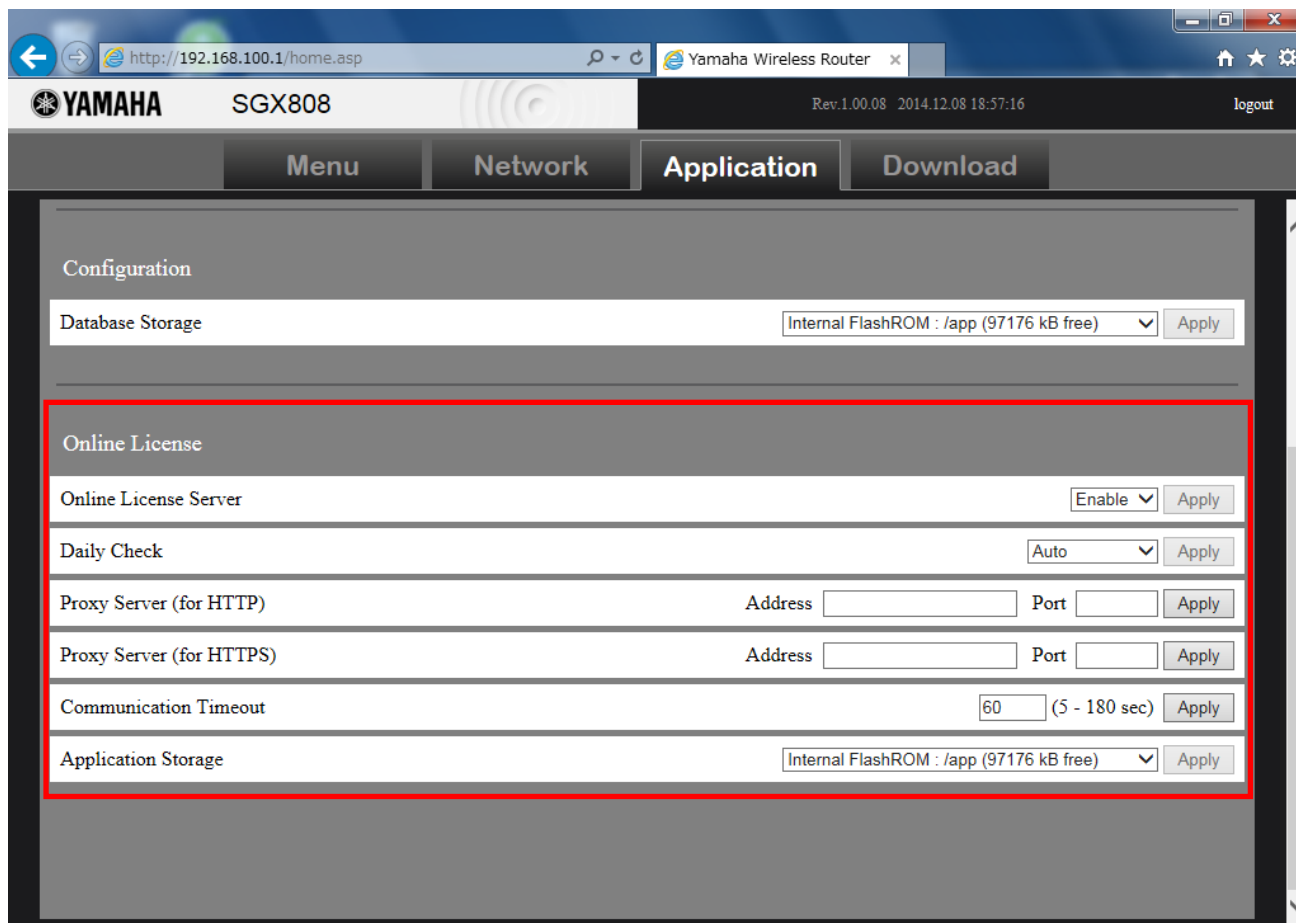 http://192.168.100.1/home.asp
Yamaha Wireless Router
YAMAHA SGX808 Rev.1.00.08 2014.12.08 18:57:16 logout
Menu Network Application Download
Configuration
Database Storage Internal FlashROM : /app (97176 kB free) Apply
Online License
Online License Server Enable Apply
Daily Check Auto Apply
Proxy Server (for HTTP) Address Port Apply
Proxy Server (for HTTPS) Address Port Apply
Communication Timeout 60 (5 - 180 sec) Apply
Application Storage Internal FlashROM : /app (97176 kB free) Apply